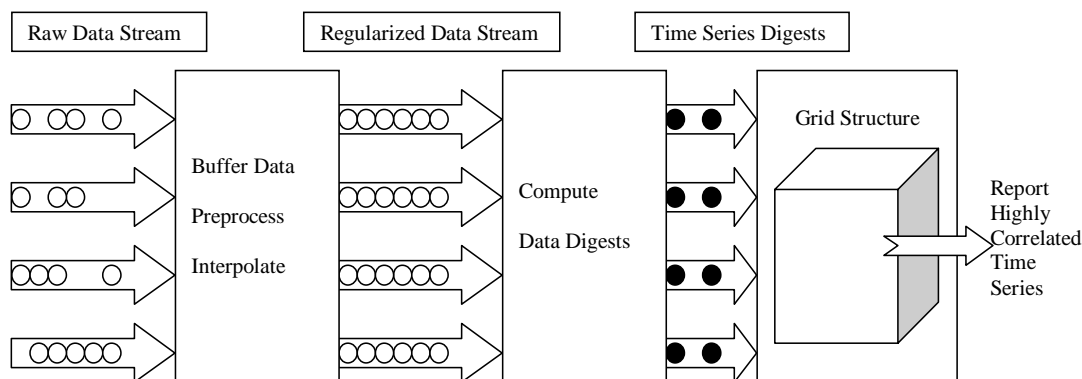 Raw Data Stream
Regularized Data Stream
Time Series Digests
Buffer Data
Preprocess
Interpolate
Compute
Data Digests
Grid Structure
Report
Highly
Correlated
Time
Series